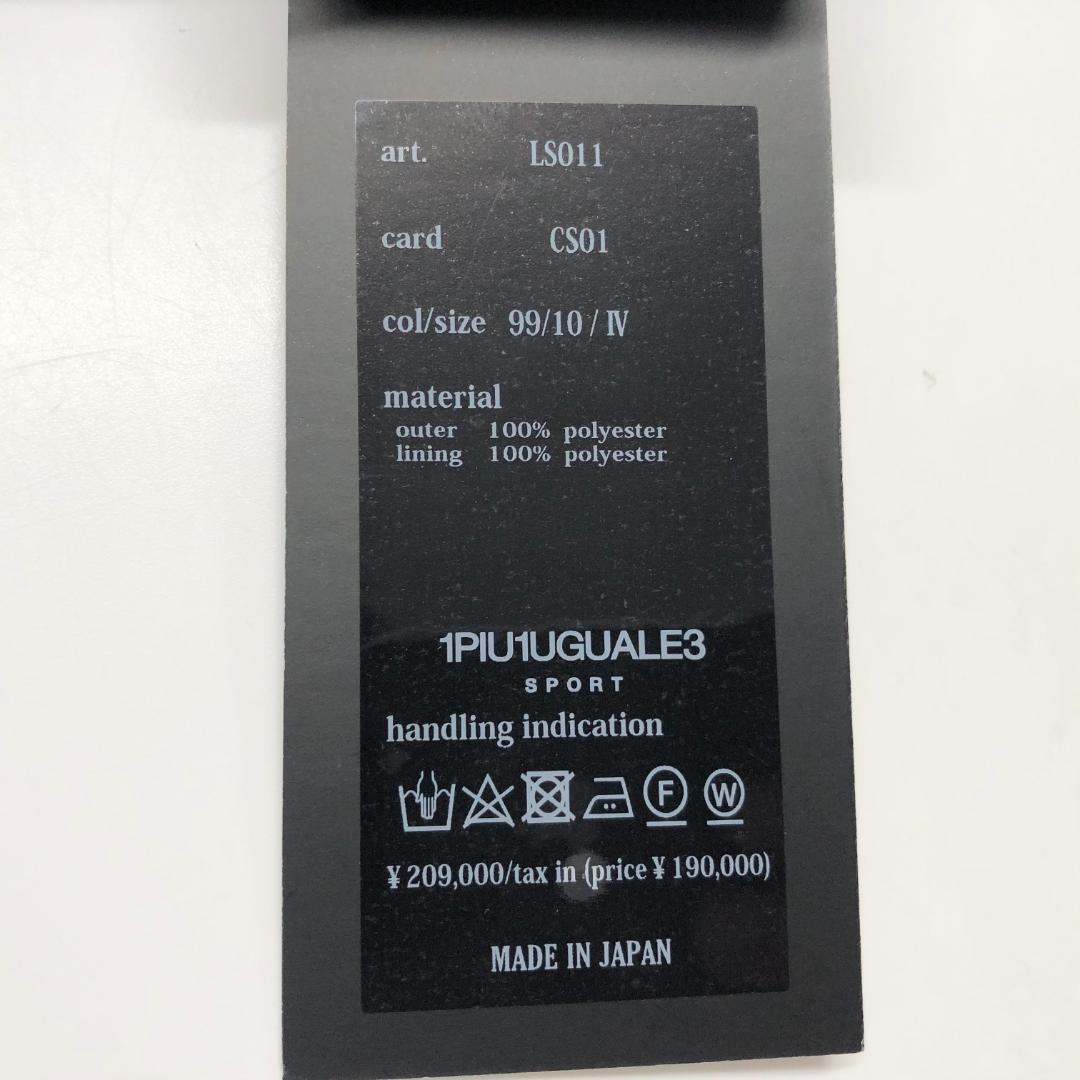 art. LS011
card CS01
col/size 99/10 / Ⅳ
material
outer 100% polyester
lining 100% polyester
1PIU1UGUALE3
SPORT
handling indication
F W
¥ 209,000/tax in (price ¥ 190,000)
MADE IN JAPAN